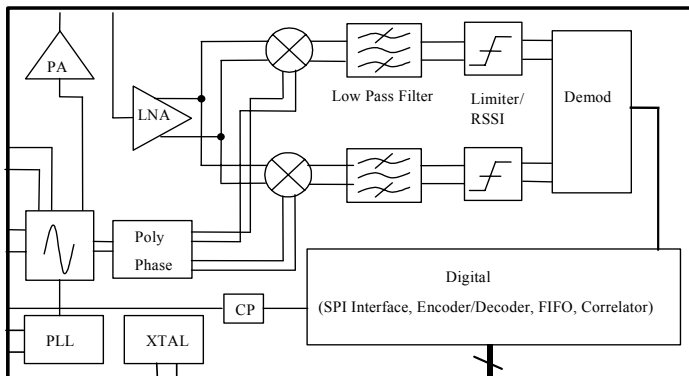 PA
LNA
Low Pass Filter
Limiter/
RSSI
Demod
Poly
Phase
Digital
(SPI Interface, Encoder/Decoder, FIFO, Correlator)
CP
PLL
XTAL